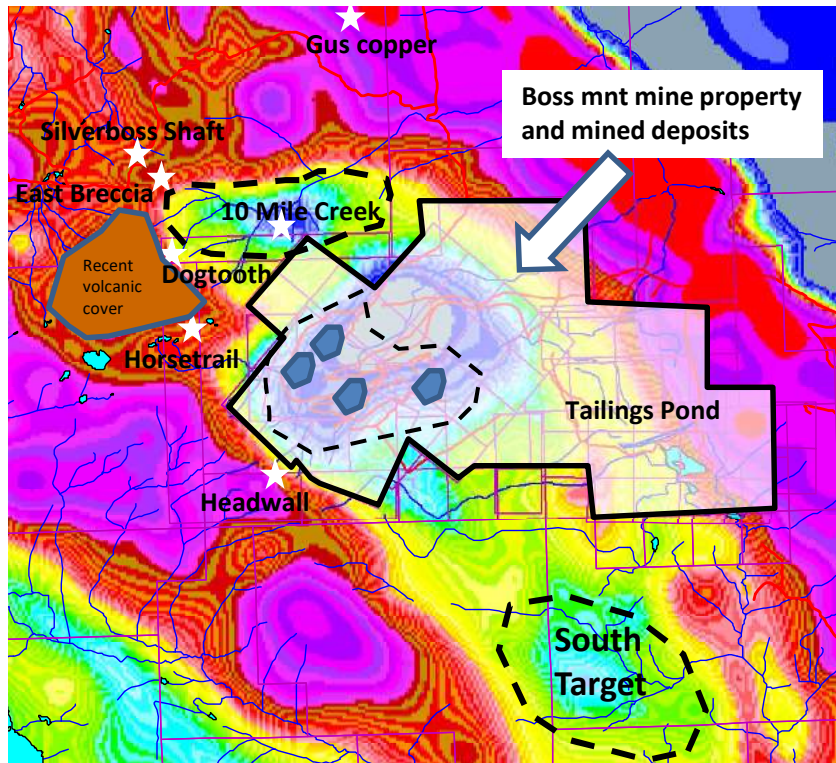 Gus copper
Boss mnt mine property
and mined deposits
Silverboss Shaft
East Breccia
10 Mile Creek
Recent
volcanic
cover
Dogtooth
Horsetrail
Tailings Pond
Headwall
South
Target